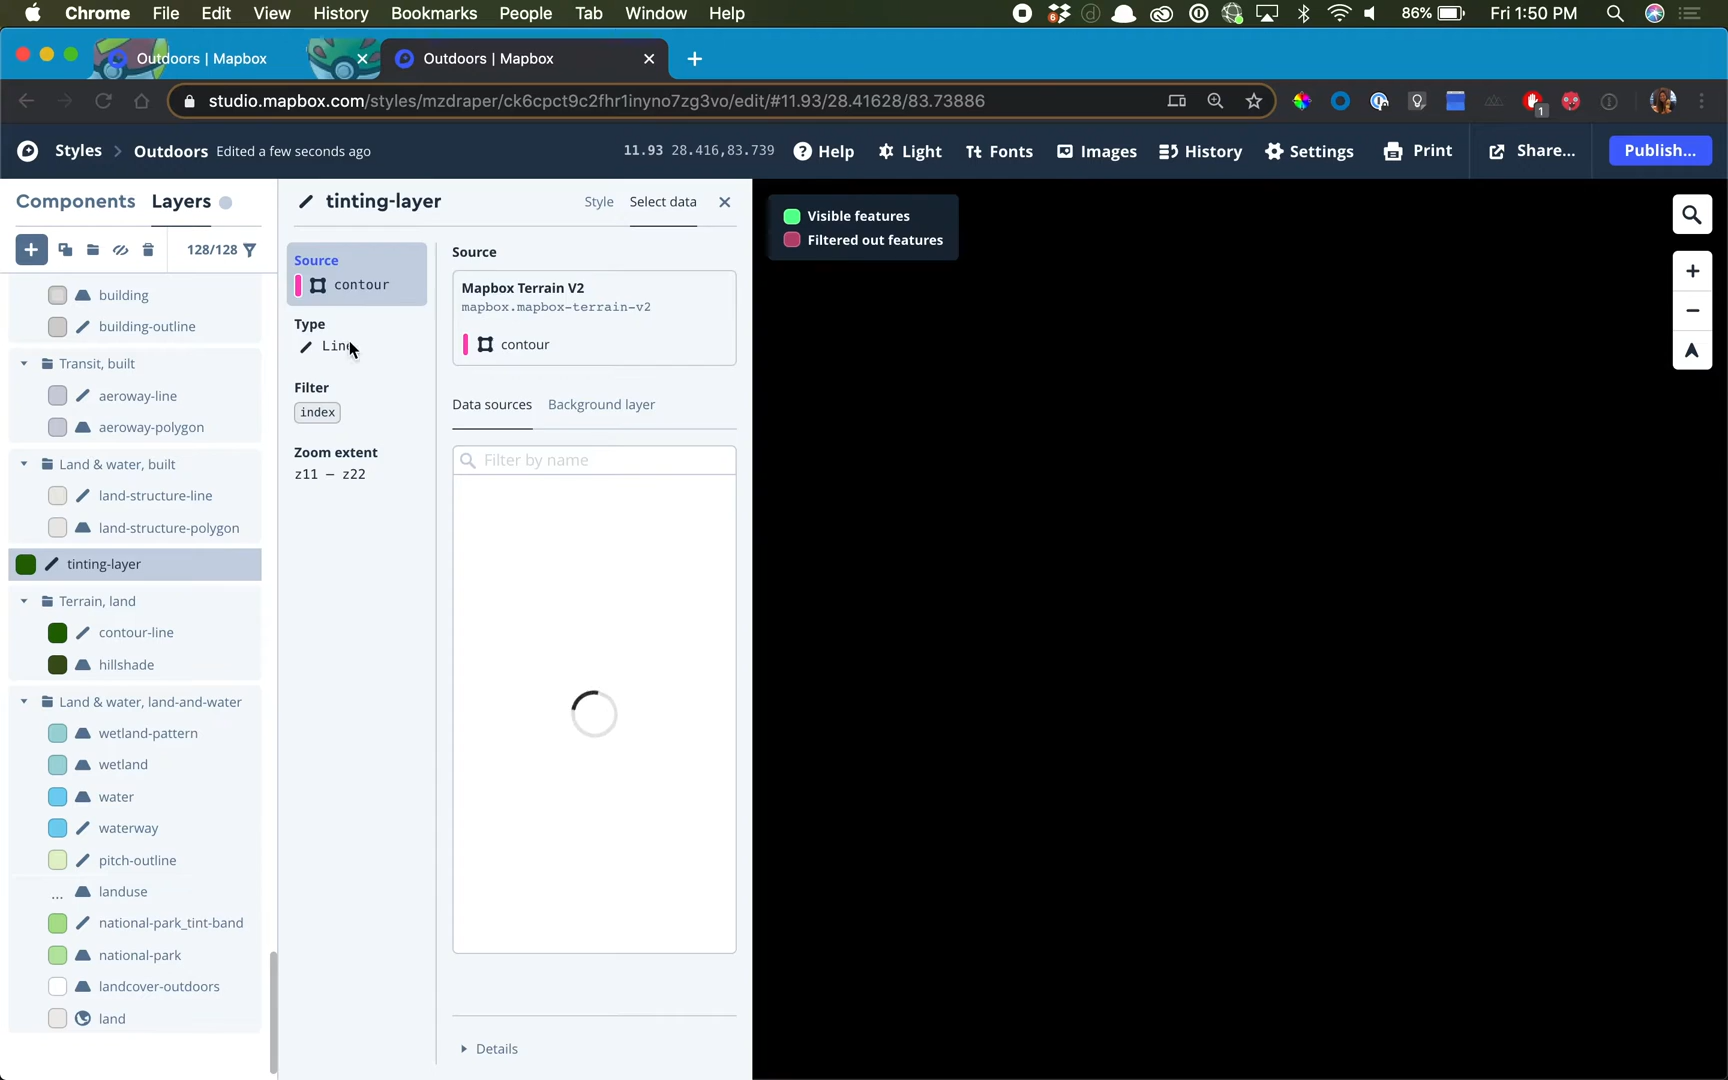 Chrome File Edit View History Bookmarks People Tab Window Help
6 86% Fri 1:50 PM
Outdoors | Mapbox
Outdoors | Mapbox
studio.mapbox.com/styles/mzdraper/ck6cpct9c2fhr1inyno7zg3vo/edit/#11.93/28.41628/83.73886
1
Styles > Outdoors Edited a few seconds ago
11.93 28.416,83.739 Help Light Fonts Images History Settings Print Share... Publish...
Components Layers
128/128
building
building-outline
Transit, built
aeroway-line
aeroway-polygon
Land & water, built
land-structure-line
land-structure-polygon
tinting-layer
Terrain, land
contour-line
hillshade
Land & water, land-and-water
wetland-pattern
wetland
water
waterway
pitch-outline
... landuse
national-park_tint-band
national-park
landcover-outdoors
land
tinting-layer Style Select data
Source
contour
Type
Line
Filter
index
Zoom extent
z11 – z22
Source
Mapbox Terrain V2
mapbox.mapbox-terrain-v2
contour
Data sources Background layer
Filter by name
Details
Visible features
Filtered out features